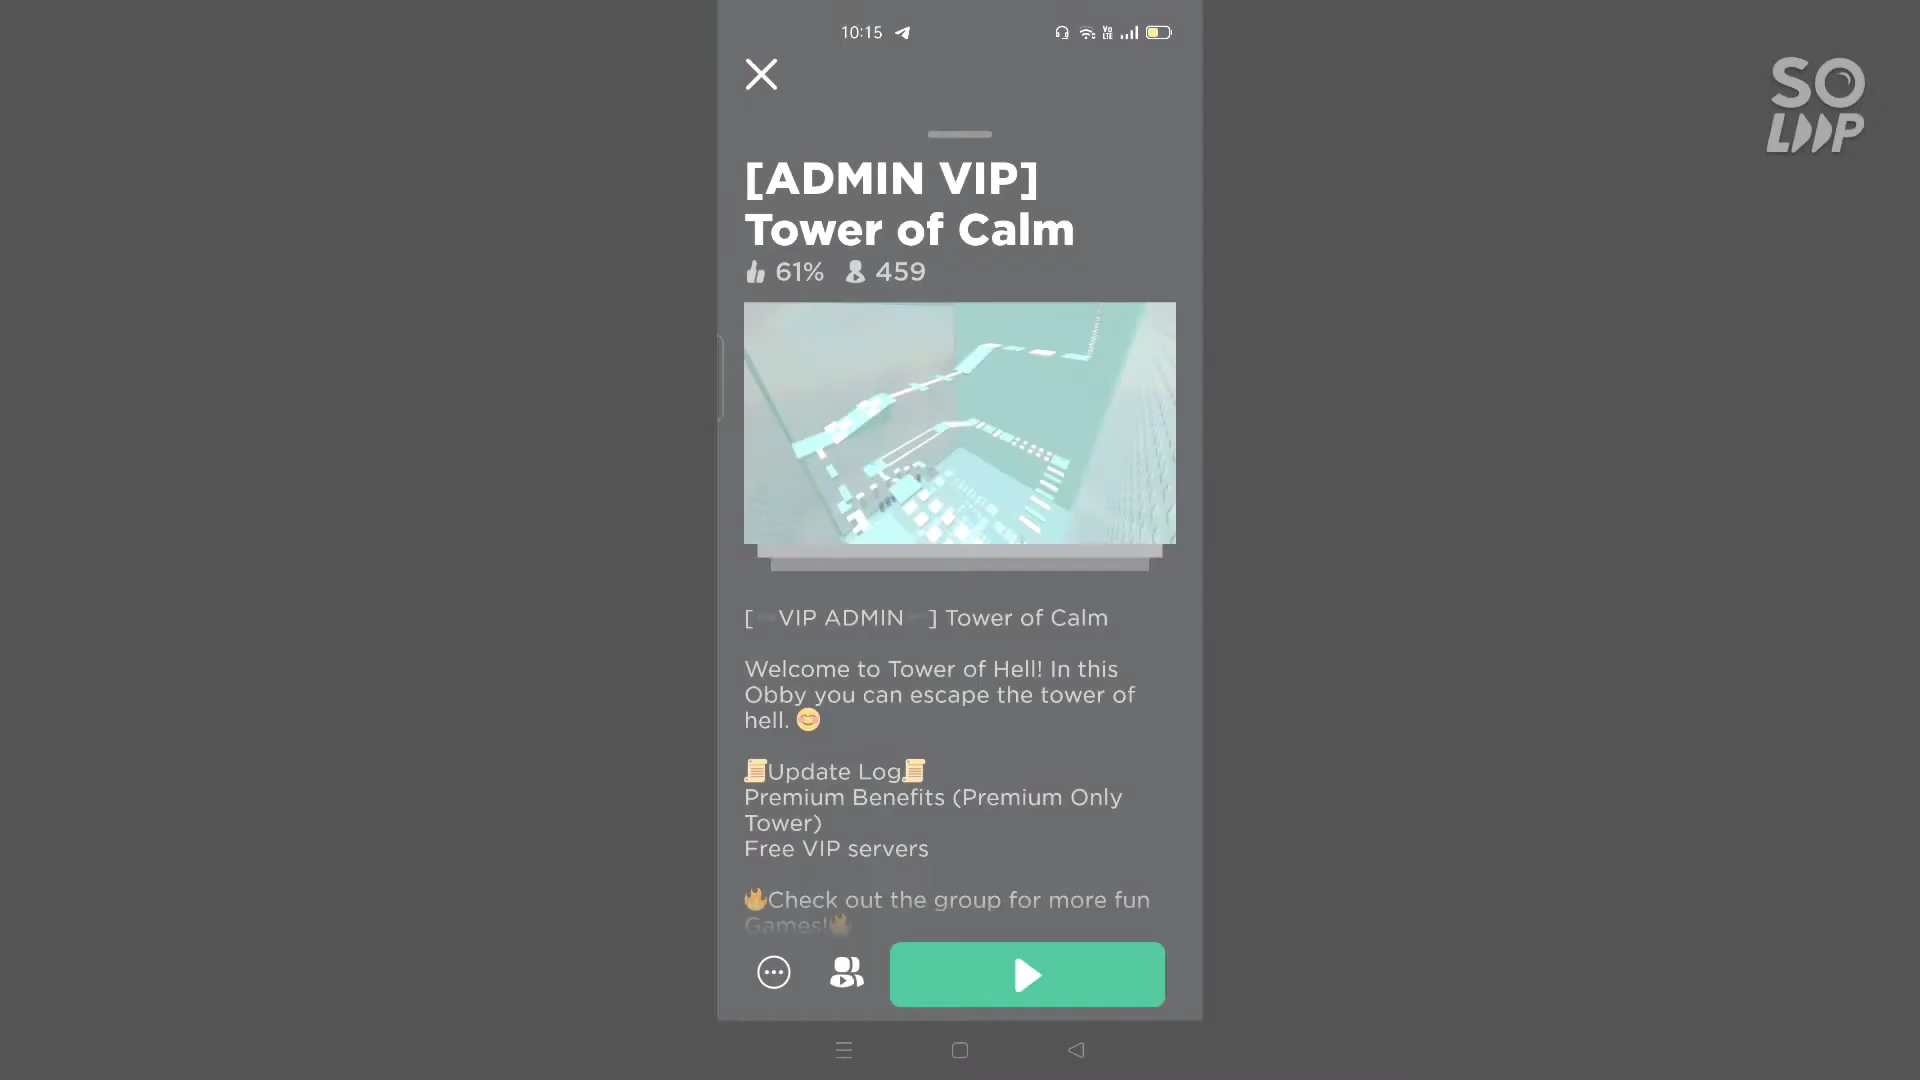 10:15
VO
LTE
SO
LOOP
[ADMIN VIP]
Tower of Calm
61% 459
[ VIP ADMIN ] Tower of Calm
Welcome to Tower of Hell! In this
Obby you can escape the tower of
hell. 😊
📜Update Log📜
Premium Benefits (Premium Only
Tower)
Free VIP servers
🔥Check out the group for more fun
Games!🔥